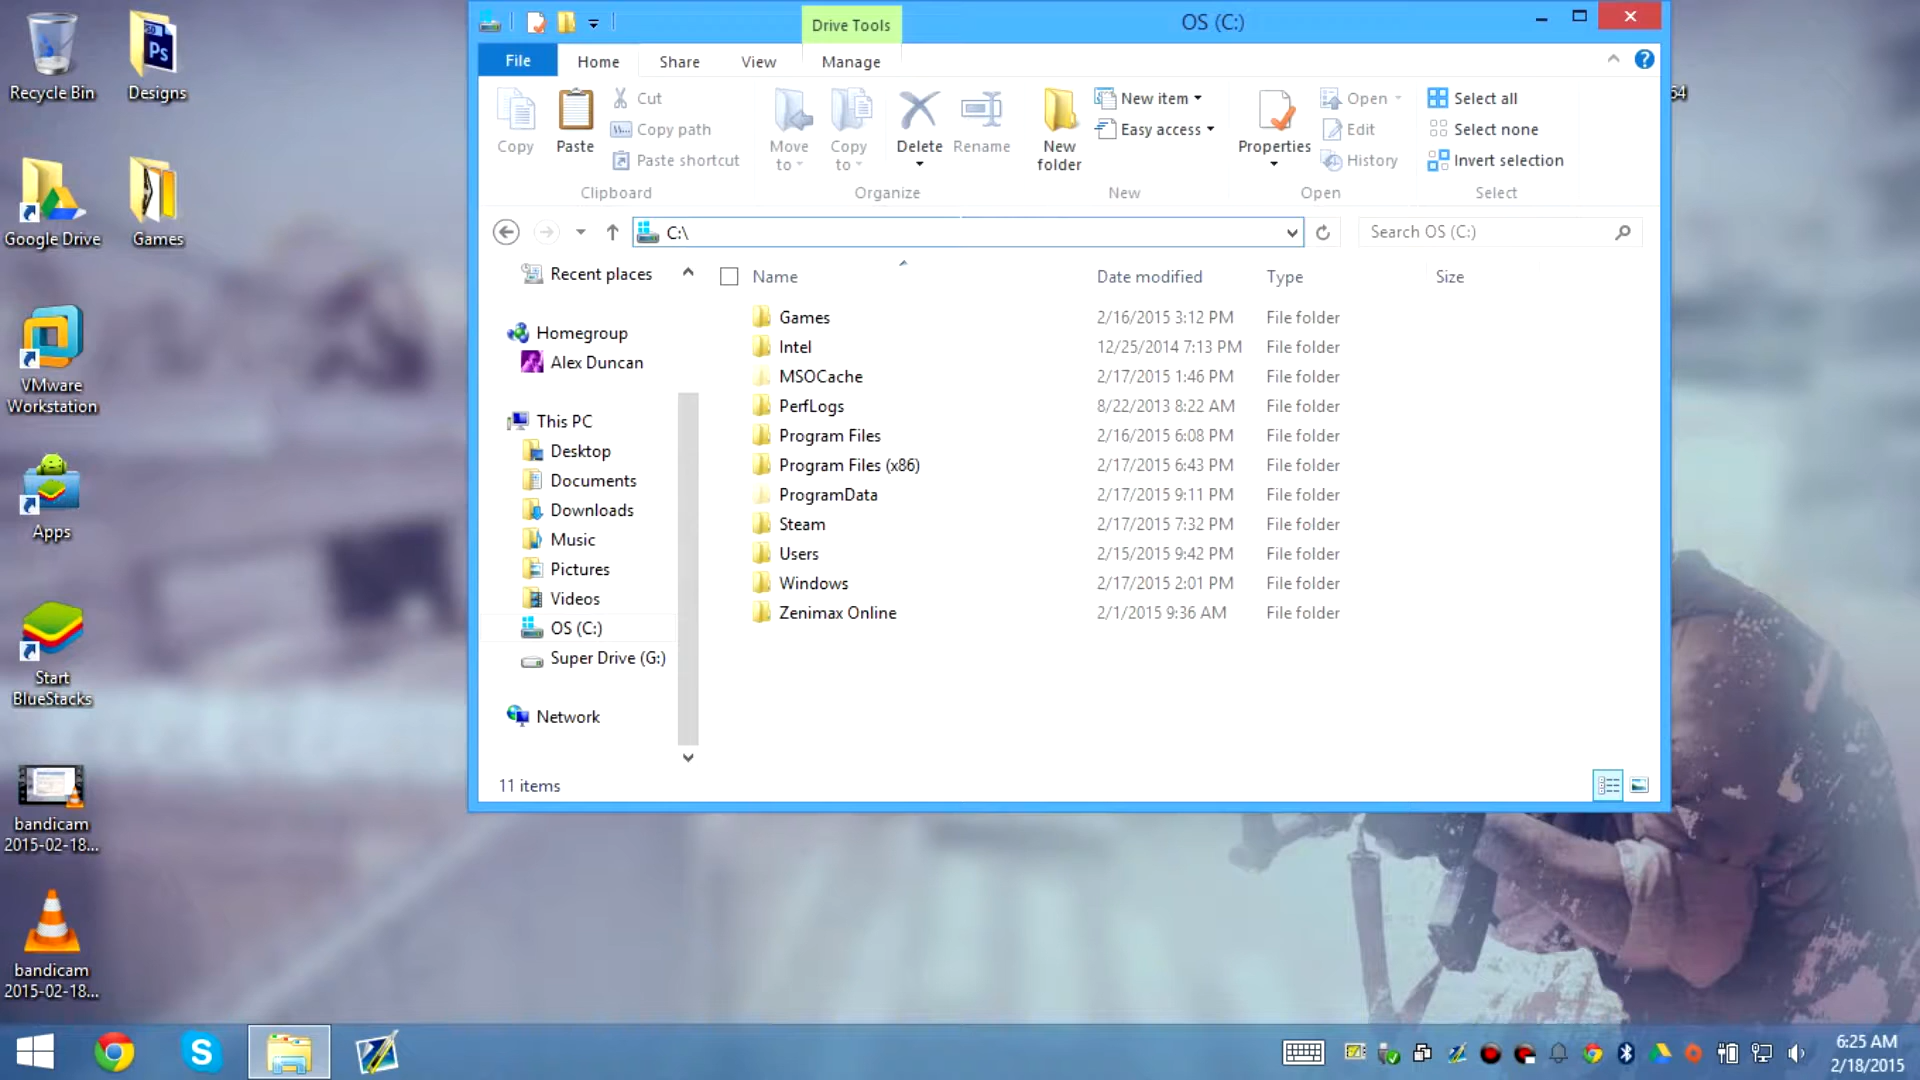 Recycle Bin
PSD
Ps
Designs
Google Drive
Games
VMware
Workstation
Apps
Start
BlueStacks
bandicam
2015-02-18...
bandicam
2015-02-18...
Drive Tools
OS (C:)
File
Home
Share
View
Manage
?
64
Copy
Paste
Cut
Copy path
Paste shortcut
Clipboard
Move
to
Copy
to
Delete
Rename
Organize
New
folder
New item
Easy access
New
Properties
Open
Edit
History
Open
Select all
Select none
Invert selection
Select
C:\
Search OS (C:)
Recent places
Homegroup
Alex Duncan
This PC
Desktop
Documents
Downloads
Music
Pictures
Videos
OS (C:)
Super Drive (G:)
Network
Name Date modified Type Size
Games 2/16/2015 3:12 PM File folder
Intel 12/25/2014 7:13 PM File folder
MSOCache 2/17/2015 1:46 PM File folder
PerfLogs 8/22/2013 8:22 AM File folder
Program Files 2/16/2015 6:08 PM File folder
Program Files (x86) 2/17/2015 6:43 PM File folder
ProgramData 2/17/2015 9:11 PM File folder
Steam 2/17/2015 7:32 PM File folder
Users 2/15/2015 9:42 PM File folder
Windows 2/17/2015 2:01 PM File folder
Zenimax Online 2/1/2015 9:36 AM File folder
11 items
S
6:25 AM
2/18/2015